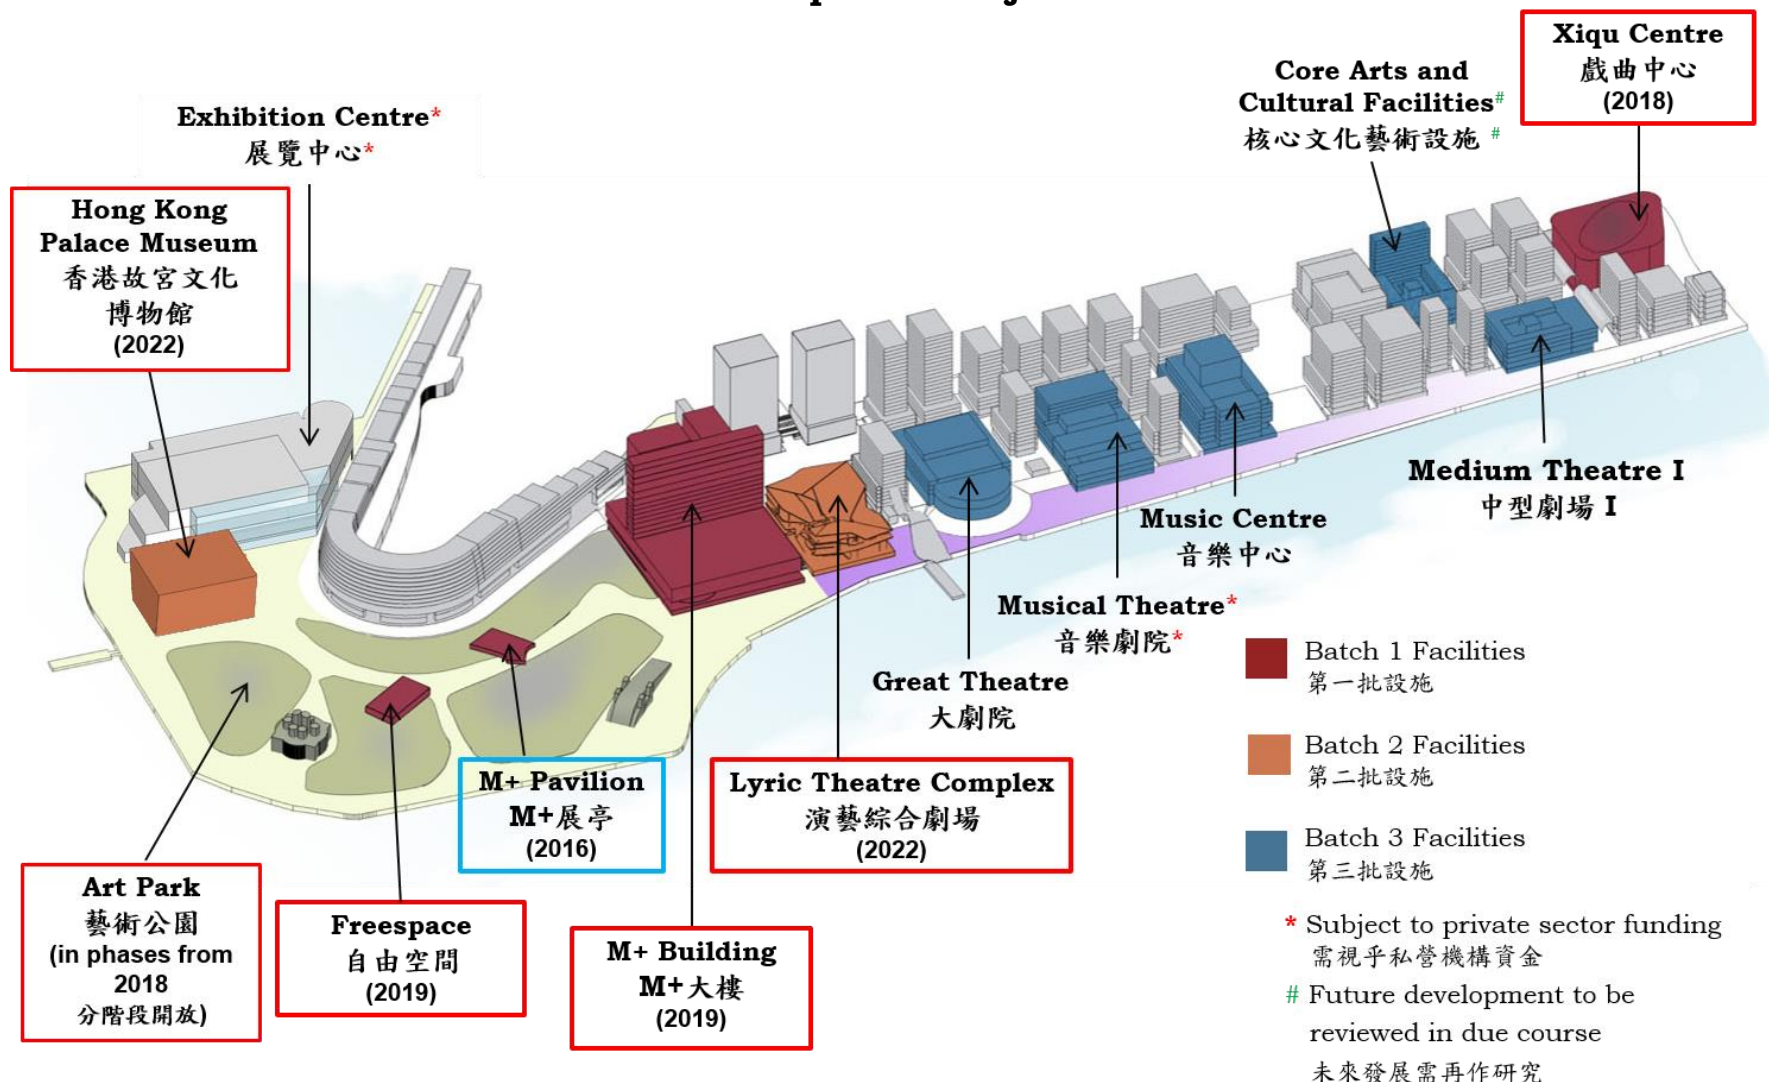 Xiqu Centre
戲曲中心
(2018)
Core Arts and
Cultural Facilities#
核心文化藝術設施 #
Exhibition Centre*
展覽中心*
Hong Kong
Palace Museum
香港故宮文化
博物館
(2022)
Medium Theatre I
中型劇場 I
Music Centre
音樂中心
Musical Theatre*
音樂劇院*
Great Theatre
大劇院
M+ Pavilion
M+展亭
(2016)
Lyric Theatre Complex
演藝綜合劇場
(2022)
Art Park
藝術公園
(in phases from
2018
分階段開放)
Freespace
自由空間
(2019)
M+ Building
M+大樓
(2019)
Batch 1 Facilities
第一批設施
Batch 2 Facilities
第二批設施
Batch 3 Facilities
第三批設施
* Subject to private sector funding
需視乎私營機構資金
# Future development to be
reviewed in due course
未來發展需再作研究